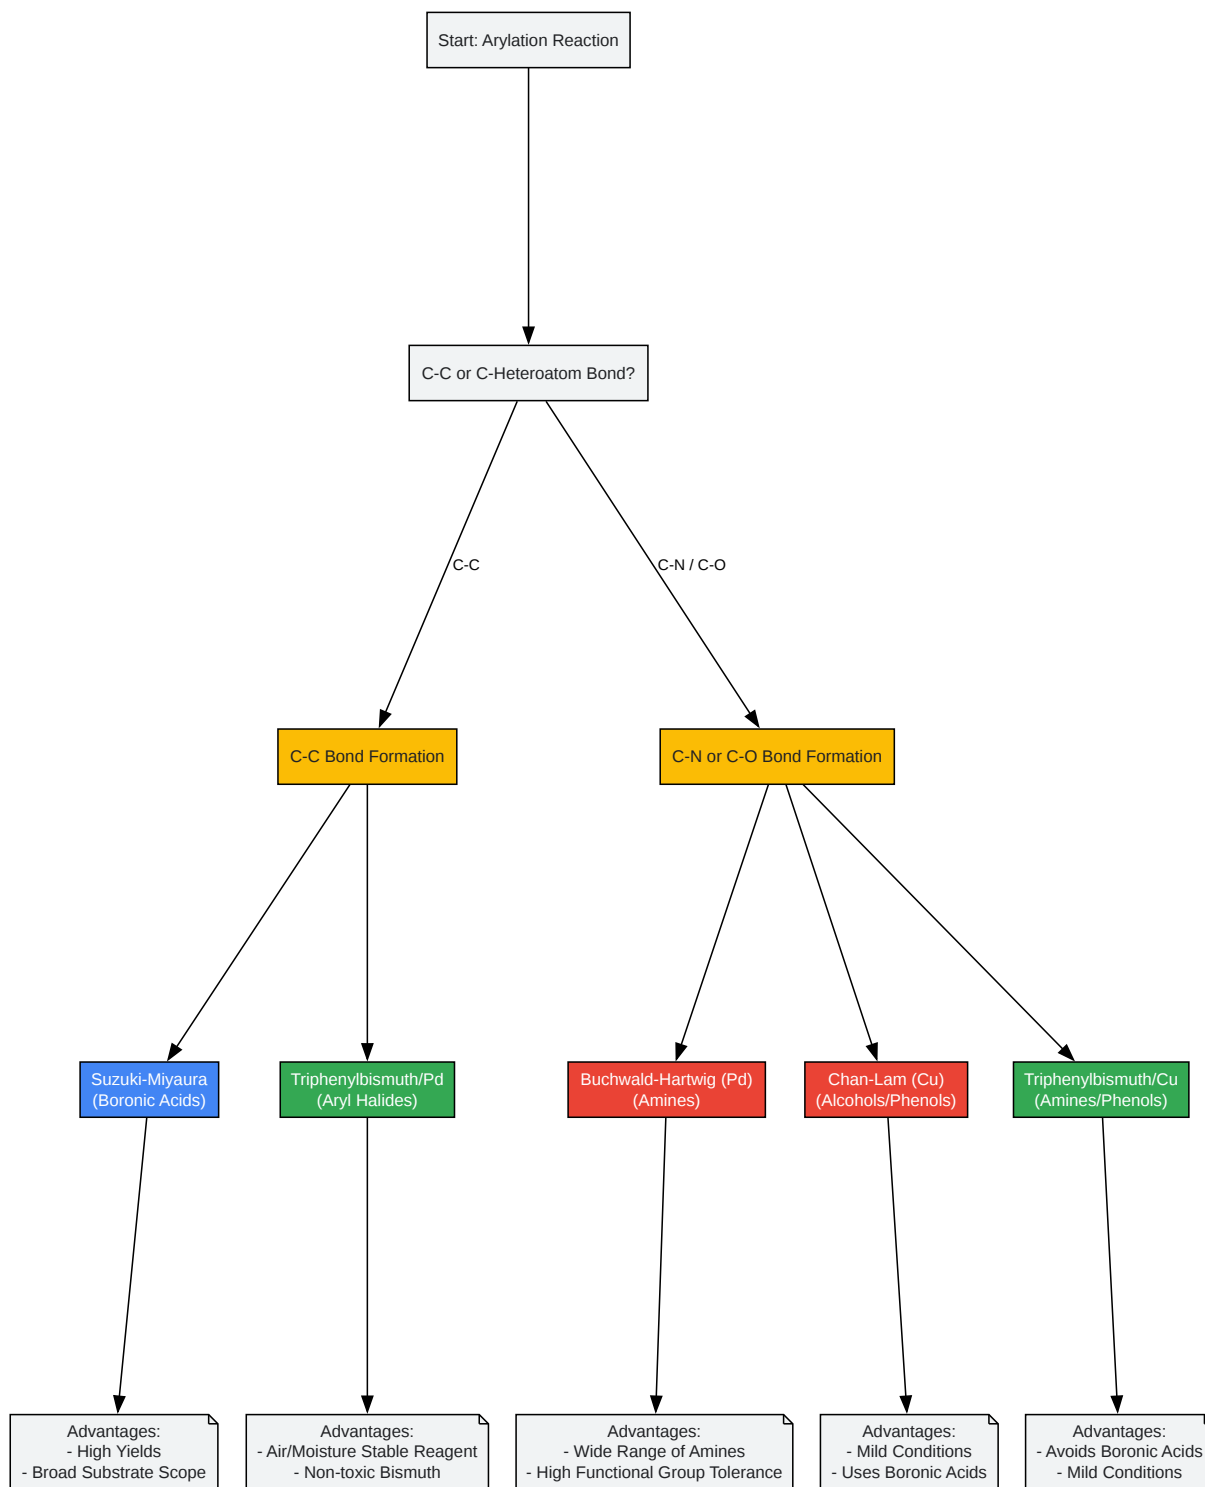 Start: Arylation Reaction
C-C or C-Heteroatom Bond?
C-C
C-N / C-O
C-C Bond Formation
C-N or C-O Bond Formation
Suzuki-Miyaura
(Boronic Acids)
Triphenylbismuth/Pd
(Aryl Halides)
Buchwald-Hartwig (Pd)
(Amines)
Chan-Lam (Cu)
(Alcohols/Phenols)
Triphenylbismuth/Cu
(Amines/Phenols)
Advantages:
- High Yields
- Broad Substrate Scope
Advantages:
- Air/Moisture Stable Reagent
- Non-toxic Bismuth
Advantages:
- Wide Range of Amines
- High Functional Group Tolerance
Advantages:
- Mild Conditions
- Uses Boronic Acids
Advantages:
- Avoids Boronic Acids
- Mild Conditions